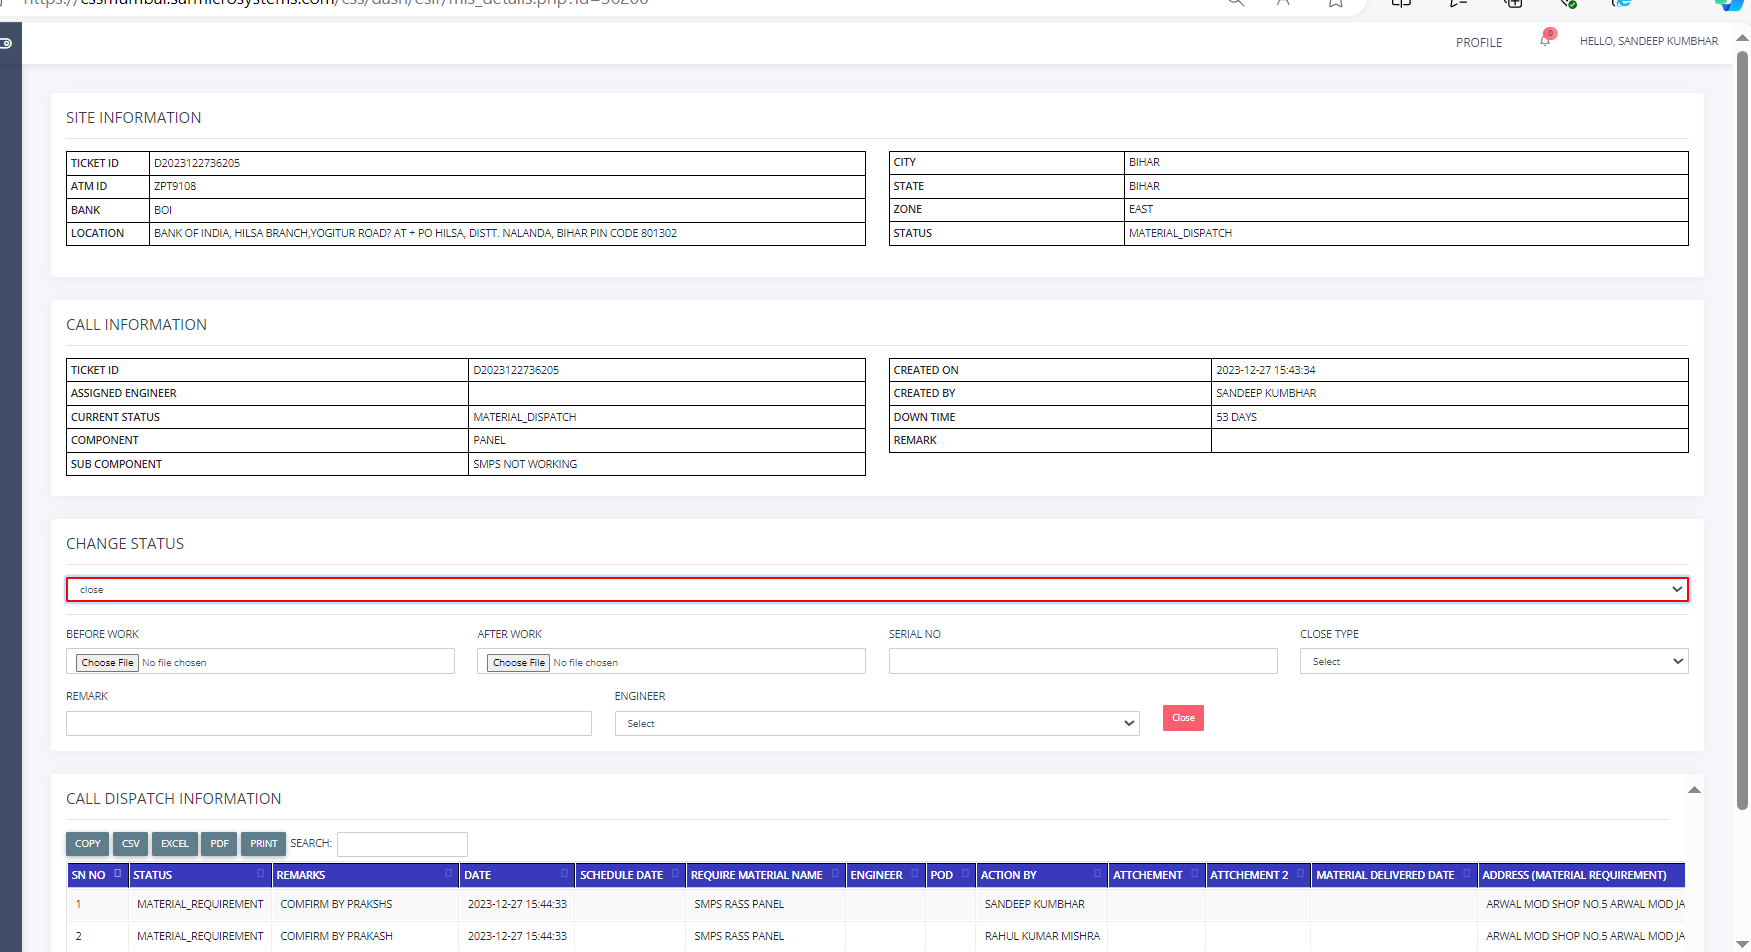 PROFILE
0
HELLO, SANDEEP KUMBHAR
SITE INFORMATION
TICKET ID D2023122736205
ATM ID ZPT9108
BANK BOI
LOCATION BANK OF INDIA, HILSA BRANCH,YOGITUR ROAD? AT + PO HILSA, DISTT. NALANDA, BIHAR PIN CODE 801302
CITY BIHAR
STATE BIHAR
ZONE EAST
STATUS MATERIAL_DISPATCH
CALL INFORMATION
TICKET ID D2023122736205
ASSIGNED ENGINEER
CURRENT STATUS MATERIAL_DISPATCH
COMPONENT PANEL
SUB COMPONENT SMPS NOT WORKING
CREATED ON 2023-12-27 15:43:34
CREATED BY SANDEEP KUMBHAR
DOWN TIME 53 DAYS
REMARK
CHANGE STATUS
close
BEFORE WORK AFTER WORK SERIAL NO CLOSE TYPE
Choose File No file chosen Choose File No file chosen Select
REMARK ENGINEER
Select Close
CALL DISPATCH INFORMATION
COPY CSV EXCEL PDF PRINT SEARCH:
SN NO STATUS REMARKS DATE SCHEDULE DATE REQUIRE MATERIAL NAME ENGINEER POD ACTION BY ATTCHEMENT ATTCHEMENT 2 MATERIAL DELIVERED DATE ADDRESS (MATERIAL REQUIREMENT)
1 MATERIAL_REQUIREMENT COMFIRM BY PRAKSHS 2023-12-27 15:44:33 SMPS RASS PANEL SANDEEP KUMBHAR ARWAL MOD SHOP NO.5 ARWAL MOD JA
2 MATERIAL_REQUIREMENT COMFIRM BY PRAKASH 2023-12-27 15:44:33 SMPS RASS PANEL RAHUL KUMAR MISHRA ARWAL MOD SHOP NO.5 ARWAL MOD JA